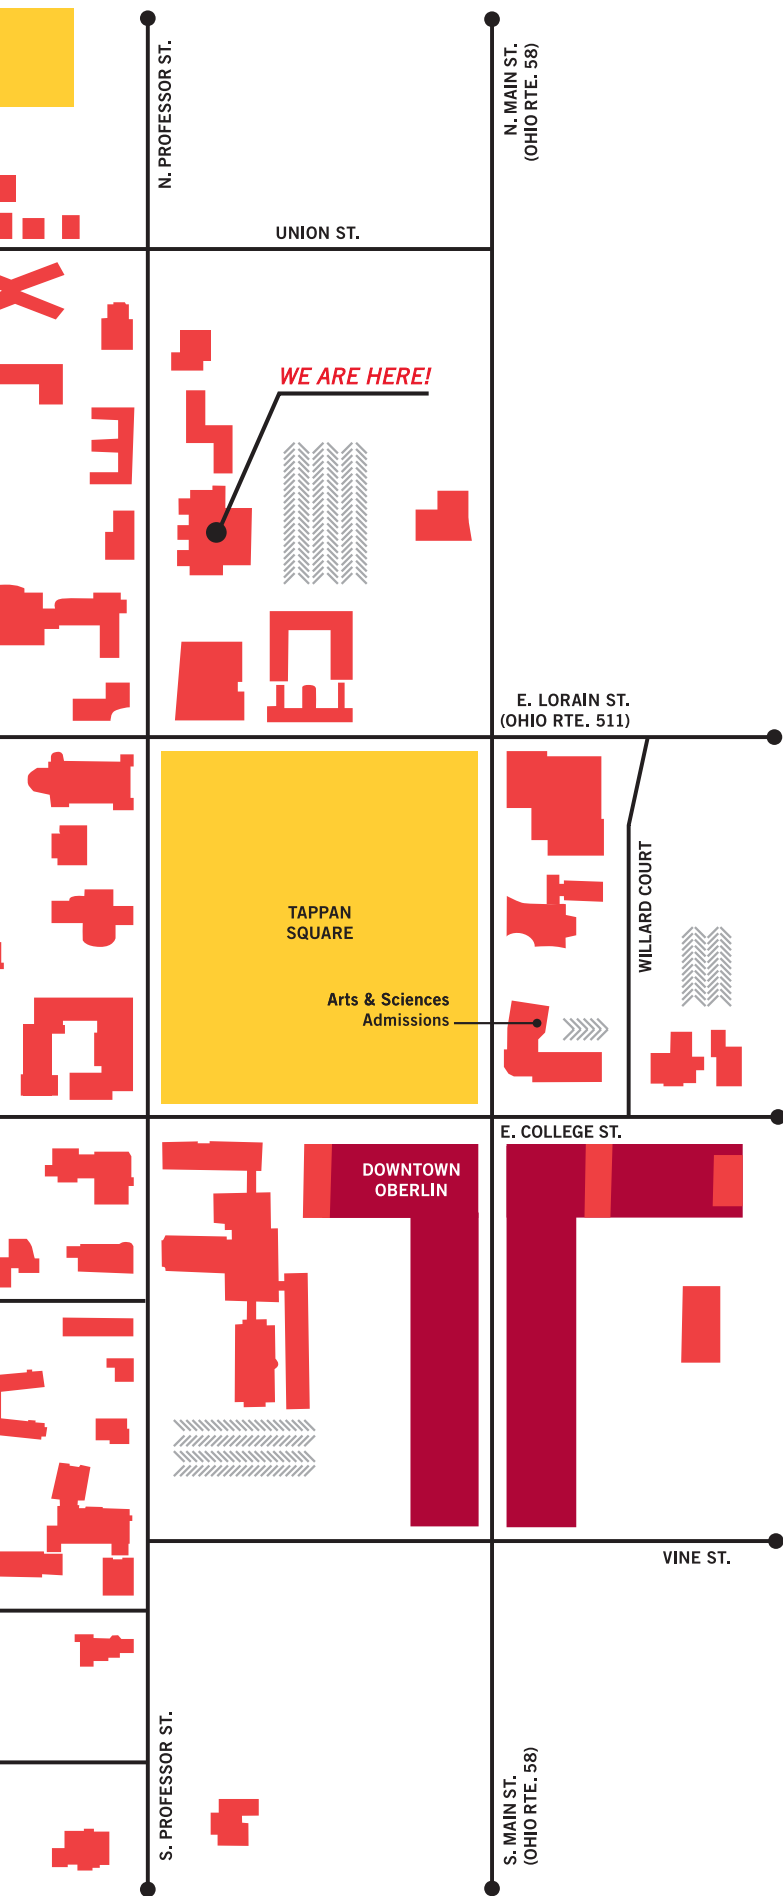 N. PROFESSOR ST.
N. MAIN ST.
(OHIO RTE. 58)
UNION ST.
WE ARE HERE!
E. LORAIN ST.
(OHIO RTE. 511)
WILLARD COURT
TAPPAN
SQUARE
Arts & Sciences
Admissions
E. COLLEGE ST.
DOWNTOWN
OBERLIN
VINE ST.
S. PROFESSOR ST.
S. MAIN ST.
(OHIO RTE. 58)